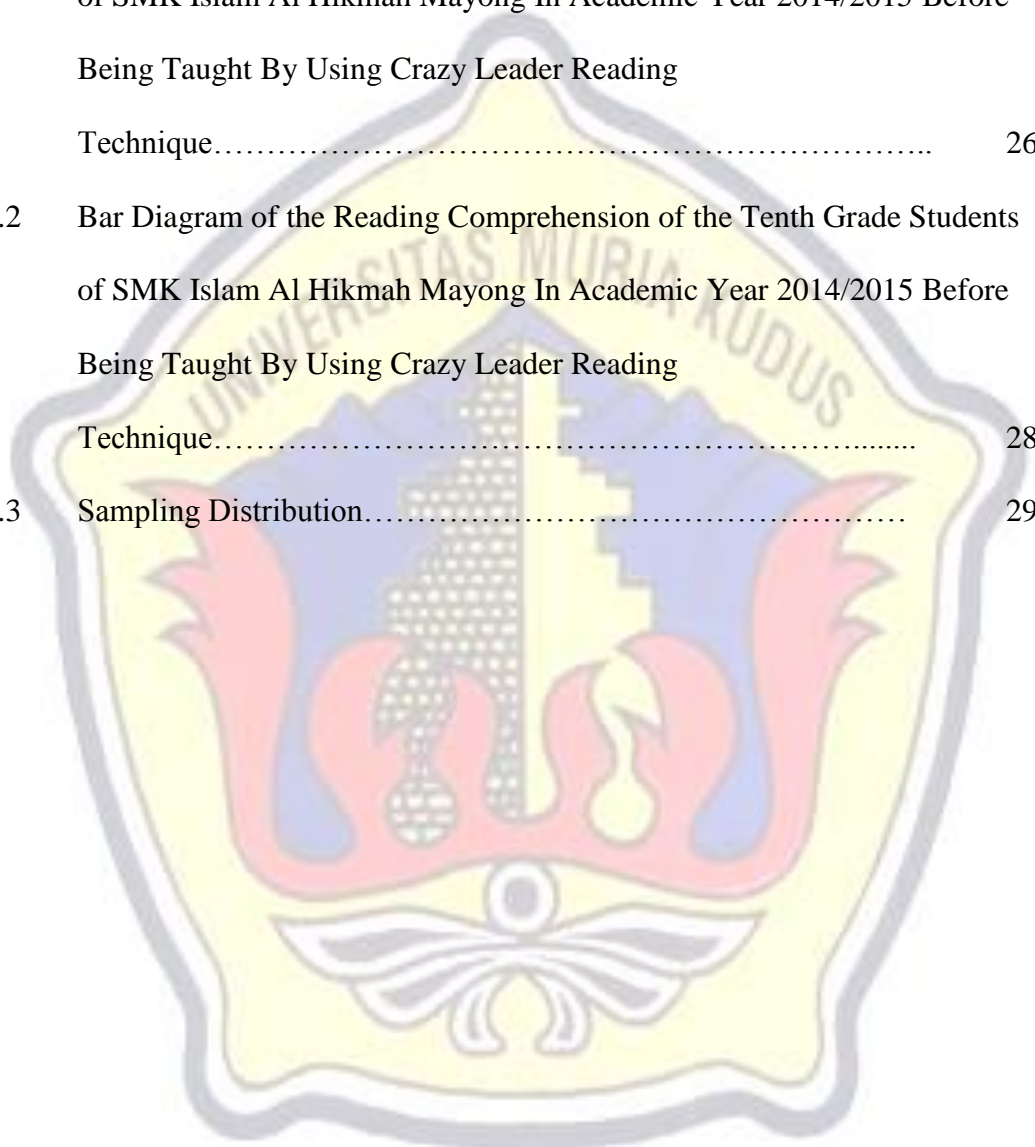 of SMK Islam Al Hikmah Mayong In Academic Year 2014/2015 Before
Being Taught By Using Crazy Leader Reading
Technique……………………………………………………………….. 26
.2 Bar Diagram of the Reading Comprehension of the Tenth Grade Students
of SMK Islam Al Hikmah Mayong In Academic Year 2014/2015 Before
Being Taught By Using Crazy Leader Reading
Technique………………………………………………………........ 28
.3 Sampling Distribution…………………………………………… 29
UNIVERSITAS MURIA KUDUS